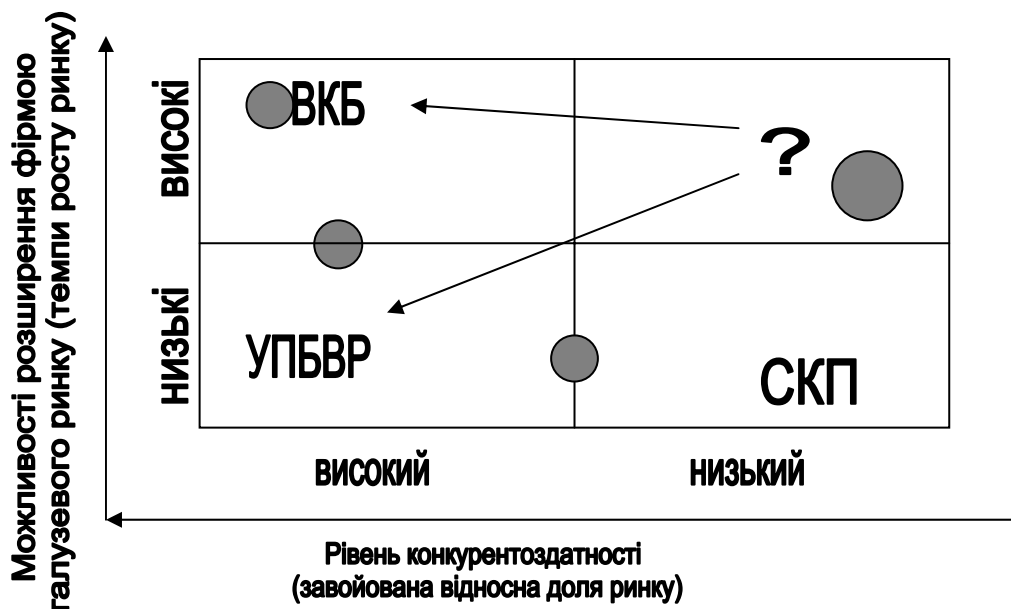 Можливості розширення фірмою
галузевого ринку (темпи росту ринку)
високі
низькі
ВКБ
?
УПБВР
СКП
високий
низький
Рівень конкурентоздатності
(завойована відносна доля ринку)